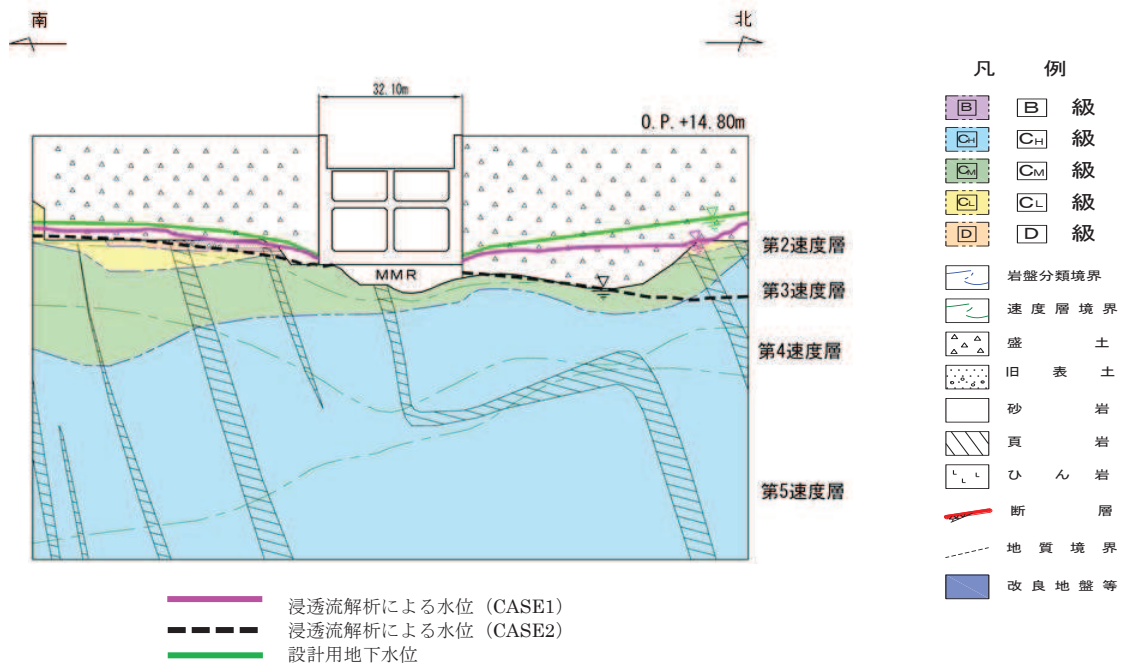 南
北
32.10m
O.P.+14.80m
MMR
第2速度層
第3速度層
第4速度層
第5速度層
凡 例
B B 級
CH CH 級
CM CM 級
CL CL 級
D D 級
岩盤分類境界
速度層境界
盛土
旧表土
砂岩
頁岩
ひん岩
断層
地質境界
改良地盤等
浸透流解析による水位（CASE1）
浸透流解析による水位（CASE2）
設計用地下水位